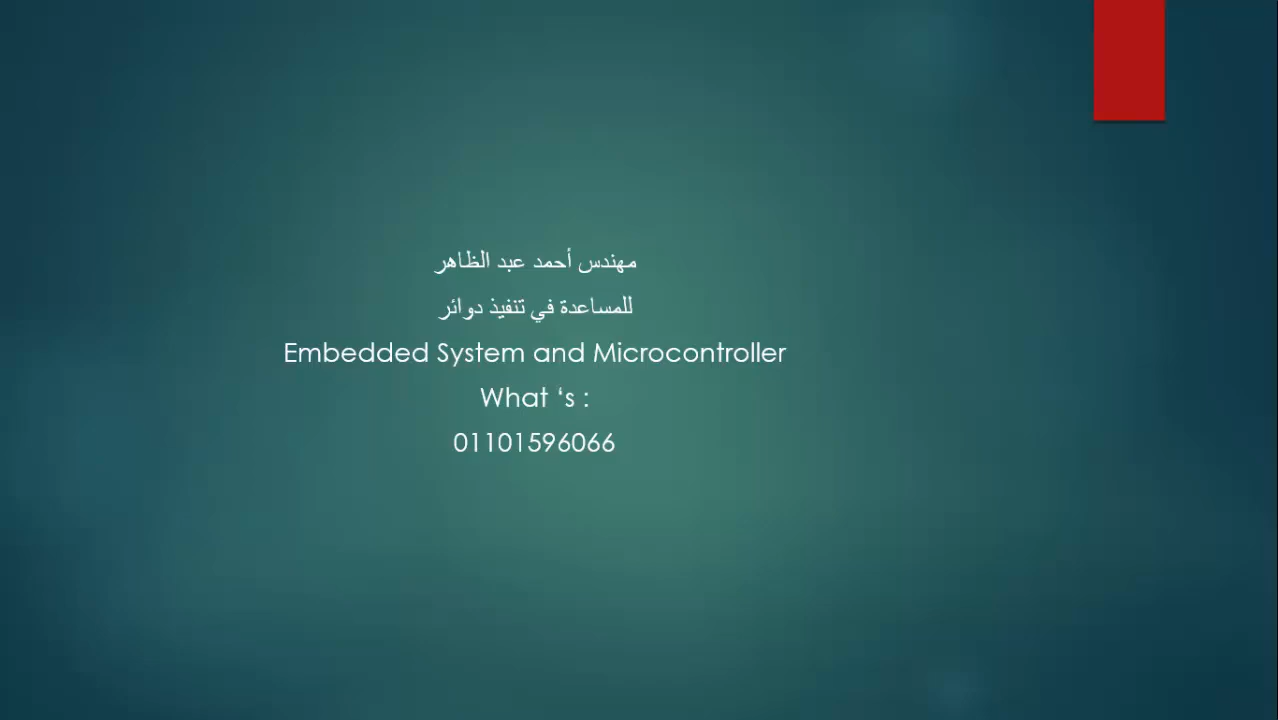 مهندس أحمد عبد الظاهر
للمساعدة في تنفيذ دوائر
Embedded System and Microcontroller
What ‘s :
01101596066